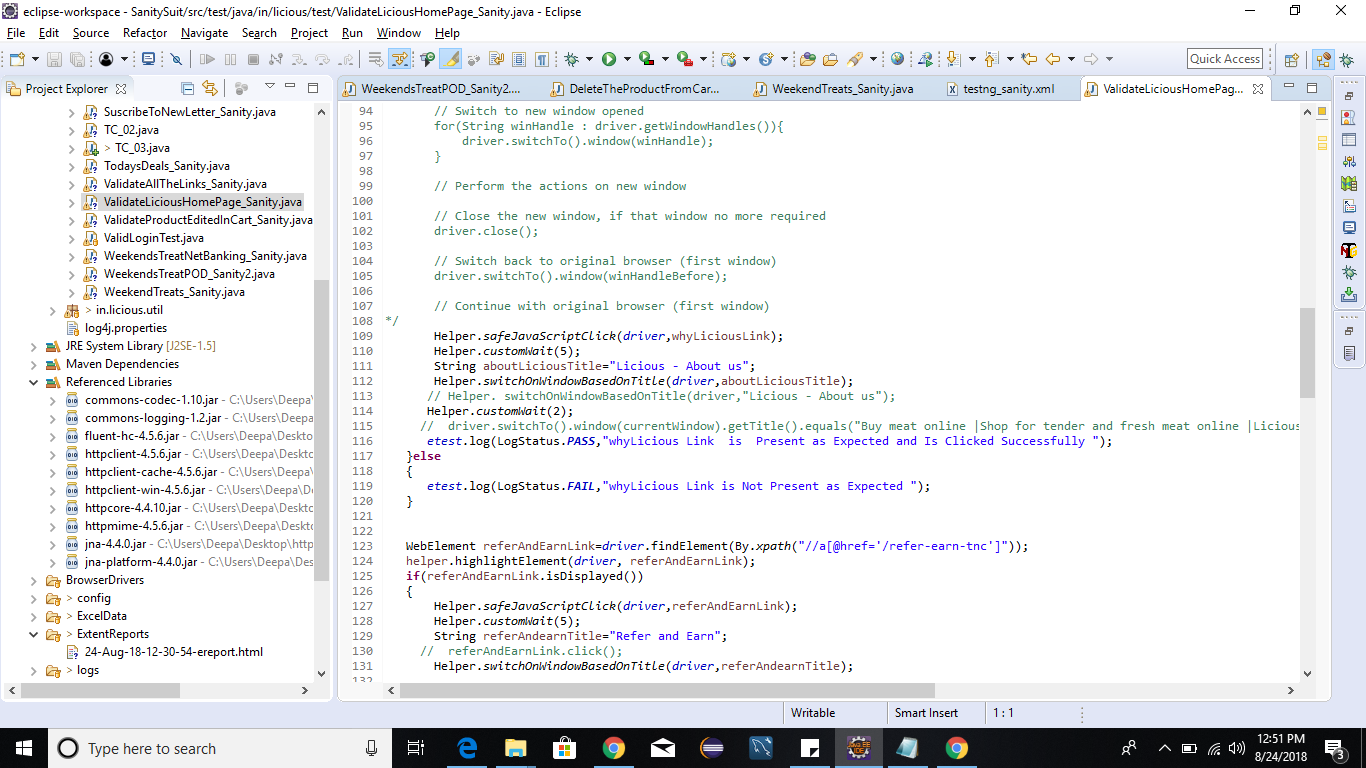 eclipse-workspace - SanitySuit/src/test/java/in/licious/test/ValidateLiciousHomePage_Sanity.java - Eclipse
File Edit Source Refactor Navigate Search Project Run Window Help
Quick Access
Project Explorer
SuscribeToNewLetter_Sanity.java
TC_02.java
> TC_03.java
TodaysDeals_Sanity.java
ValidateAllTheLinks_Sanity.java
ValidateLiciousHomePage_Sanity.java
ValidateProductEditedInCart_Sanity.java
ValidLoginTest.java
WeekendsTreatNetBanking_Sanity.java
WeekendsTreatPOD_Sanity2.java
WeekendTreats_Sanity.java
> in.licious.util
log4j.properties
JRE System Library [J2SE-1.5]
Maven Dependencies
Referenced Libraries
commons-codec-1.10.jar - C:\Users\Deepa\
commons-logging-1.2.jar - C:\Users\Deepa\
fluent-hc-4.5.6.jar - C:\Users\Deepa\Deskto
httpclient-4.5.6.jar - C:\Users\Deepa\Deskt
httpclient-cache-4.5.6.jar - C:\Users\Deepa
httpclient-win-4.5.6.jar - C:\Users\Deepa\D
httpcore-4.4.10.jar - C:\Users\Deepa\Deskto
httpmime-4.5.6.jar - C:\Users\Deepa\Deskto
jna-4.4.0.jar - C:\Users\Deepa\Desktop\http
jna-platform-4.4.0.jar - C:\Users\Deepa\Des
BrowserDrivers
> config
ExcelData
> ExtentReports
24-Aug-18-12-30-54-ereport.html
> logs
WeekendsTreatPOD_Sanity2.... DeleteTheProductFromCar... WeekendTreats_Sanity.java testng_sanity.xml ValidateLiciousHomePag...
94 // Switch to new window opened
95 for(String winHandle : driver.getWindowHandles()){
96 driver.switchTo().window(winHandle);
97 }
98
99 // Perform the actions on new window
100
101 // Close the new window, if that window no more required
102 driver.close();
103
104 // Switch back to original browser (first window)
105 driver.switchTo().window(winHandleBefore);
106
107 // Continue with original browser (first window)
108 */
109 Helper.safeJavaScriptClick(driver,whyLiciousLink);
110 Helper.customWait(5);
111 String aboutLiciousTitle="Licious - About us";
112 Helper.switchOnWindowBasedOnTitle(driver,aboutLiciousTitle);
113 // Helper. switchOnWindowBasedOnTitle(driver,"Licious - About us");
114 Helper.customWait(2);
115 // driver.switchTo().window(currentWindow).getTitle().equals("Buy meat online |Shop for tender and fresh meat online |Licious
116 etest.log(LogStatus.PASS,"whyLicious Link is Present as Expected and Is Clicked Successfully ");
117 }else
118 {
119 etest.log(LogStatus.FAIL,"whyLicious Link is Not Present as Expected ");
120 }
121
122
123 WebElement referAndEarnLink=driver.findElement(By.xpath("//a[@href='/refer-earn-tnc']"));
124 helper.highlightElement(driver, referAndEarnLink);
125 if(referAndEarnLink.isDisplayed())
126 {
127 Helper.safeJavaScriptClick(driver,referAndEarnLink);
128 Helper.customWait(5);
129 String referAndearnTitle="Refer and Earn";
130 // referAndEarnLink.click();
131 Helper.switchOnWindowBasedOnTitle(driver,referAndearnTitle);
132
Writable Smart Insert 1 : 1
Type here to search
12:51 PM
8/24/2018
3